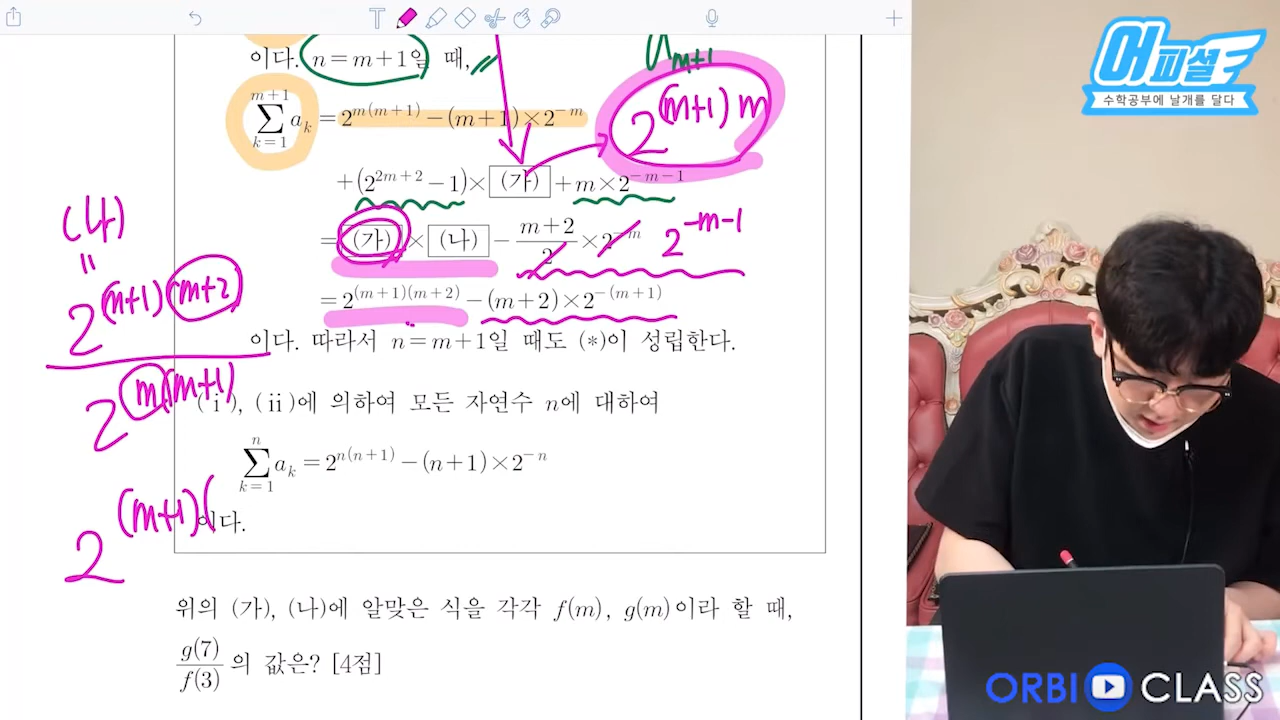 이다. n=m+1일 때,
a_{m+1}
\sum_{k=1}^{m+1} a_k = 2^{m(m+1)} - (m+1)×2^{-m}
2^{(m+1)m}
+(2^{2m+2}-1)× (가) +m×2^{-m-1}
= (가) × (나) - \frac{m+2}{2} ×2^{-m} 2^{-m-1}
=2^{(m+1)(m+2)} -(m+2)×2^{-(m+1)}
이다. 따라서 n=m+1일 때도 (*)이 성립한다.
(나)
=
2^{(m+1)(m+2)}
2^{m(m+1)}
2^{(m+1)(
(ⅰ), (ⅱ)에 의하여 모든 자연수 n에 대하여
\sum_{k=1}^{n} a_k = 2^{n(n+1)} - (n+1)×2^{-n}
이다.
위의 (가), (나)에 알맞은 식을 각각 f(m), g(m)이라 할 때,
\frac{g(7)}{f(3)} 의 값은? [4점]
어피셜
수학공부에 날개를 달다
ORBI CLASS